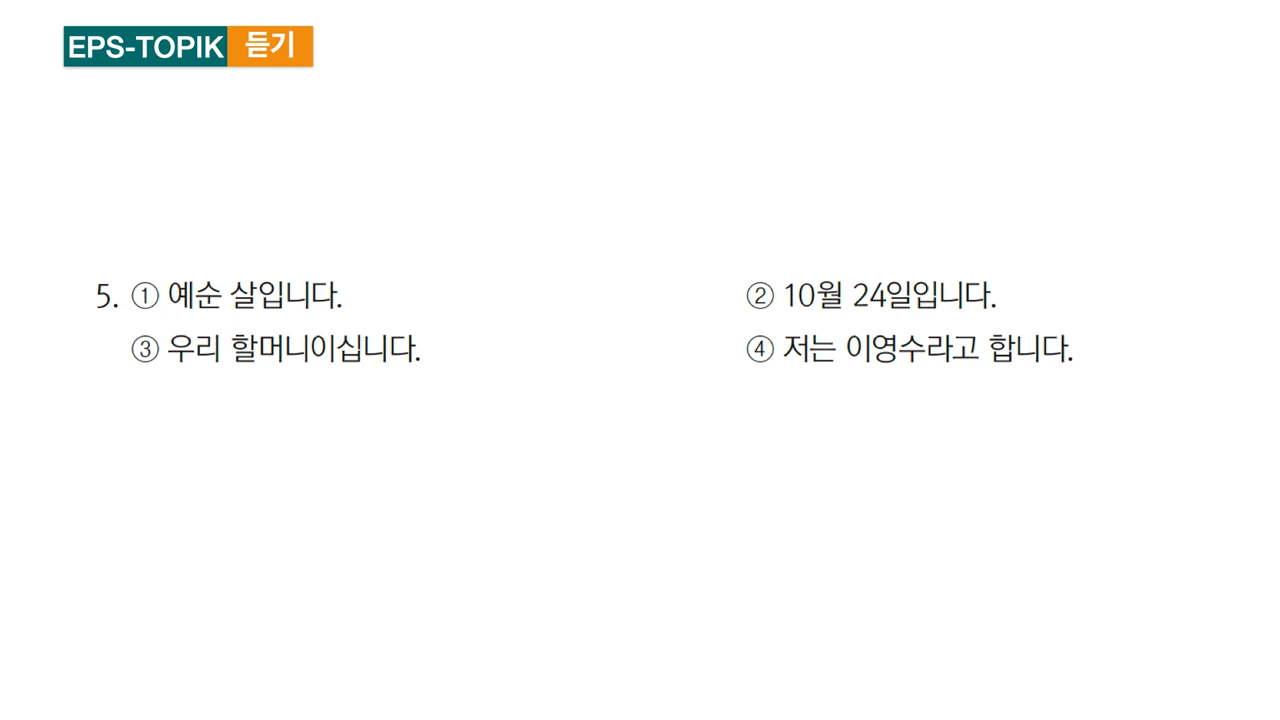 EPS-TOPIK 듣기
5. ① 예순 살입니다. ② 10월 24일입니다.
③ 우리 할머니이십니다. ④ 저는 이영수라고 합니다.